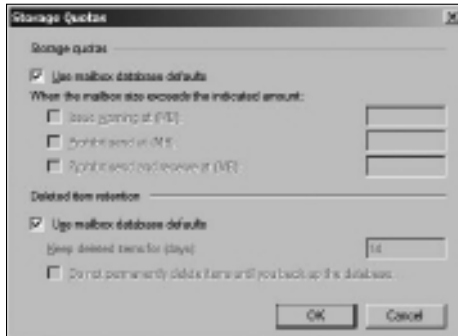 Storage Quotas
Storage quotas
Use mailbox database defaults
When the mailbox size exceeds the indicated amount:
Issue warning at (MB):
Prohibit send at (MB):
Prohibit send and receive at (MB):
Deleted item retention
Use mailbox database defaults
Keep deleted items for (days):
14
Do not permanently delete items until you back up the database.
OK
Cancel